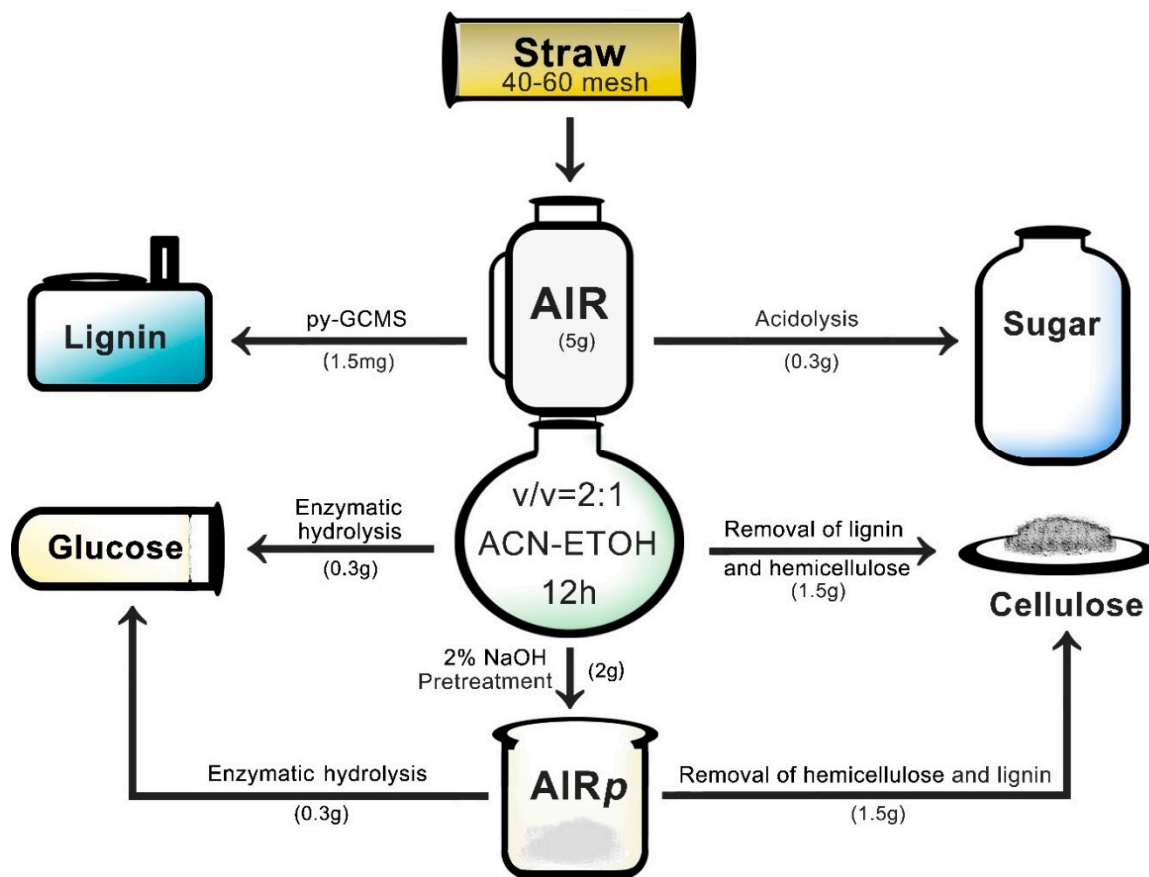 Straw
40-60 mesh
AIR
(5g)
py-GCMS
(1.5mg)
Lignin
Acidolysis
(0.3g)
Sugar
v/v=2:1
ACN-ETOH
12h
Enzymatic
hydrolysis
(0.3g)
Glucose
Removal of lignin
and hemicellulose
(1.5g)
Cellulose
2% NaOH
Pretreatment
(2g)
AIRp
Enzymatic hydrolysis
(0.3g)
Removal of hemicellulose and lignin
(1.5g)